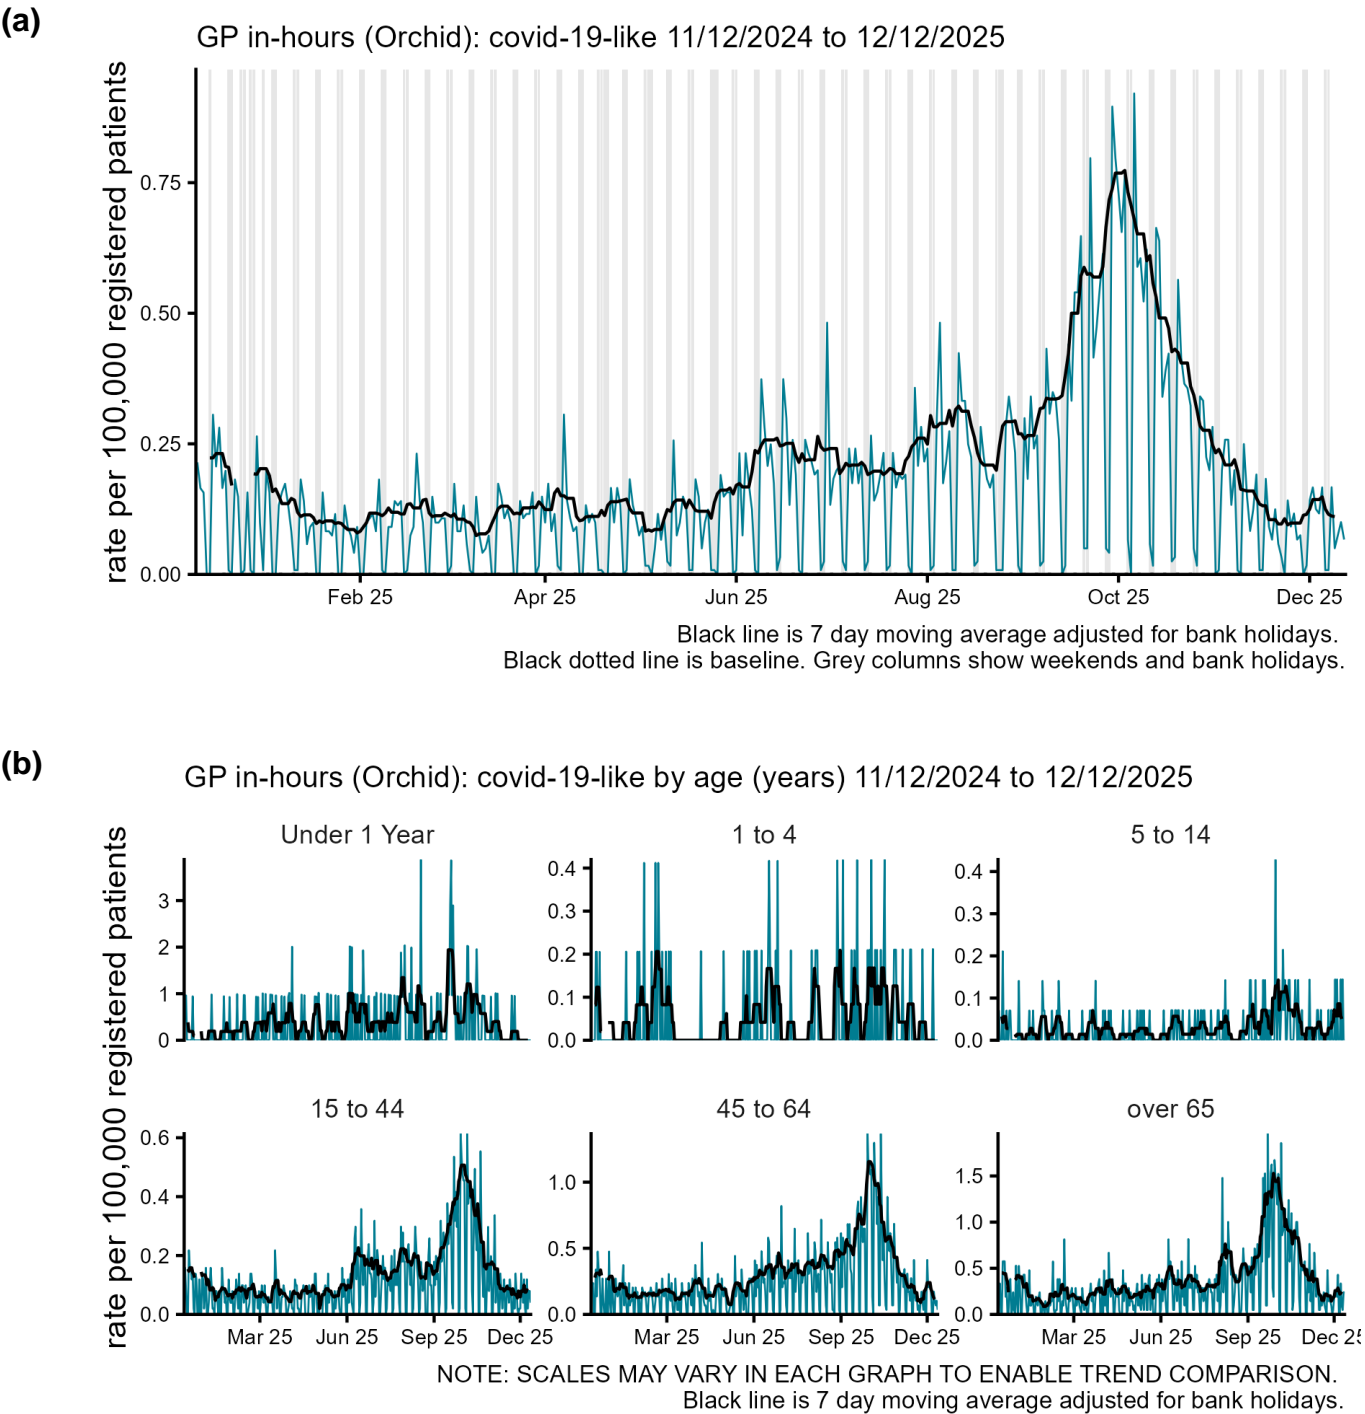 (a)
GP in-hours (Orchid): covid-19-like 11/12/2024 to 12/12/2025
rate per 100,000 registered patients
0.75
0.50
0.25
0.00
Feb 25 Apr 25 Jun 25 Aug 25 Oct 25 Dec 25
Black line is 7 day moving average adjusted for bank holidays.
Black dotted line is baseline. Grey columns show weekends and bank holidays.
(b)
GP in-hours (Orchid): covid-19-like by age (years) 11/12/2024 to 12/12/2025
rate per 100,000 registered patients
Under 1 Year
3
2
1
0
1 to 4
0.4
0.3
0.2
0.1
0.0
5 to 14
0.4
0.3
0.2
0.1
0.0
15 to 44
0.6
0.4
0.2
0.0
Mar 25 Jun 25 Sep 25 Dec 25
45 to 64
1.0
0.5
0.0
Mar 25 Jun 25 Sep 25 Dec 25
over 65
1.5
1.0
0.5
0.0
Mar 25 Jun 25 Sep 25 Dec 25
NOTE: SCALES MAY VARY IN EACH GRAPH TO ENABLE TREND COMPARISON.
Black line is 7 day moving average adjusted for bank holidays.